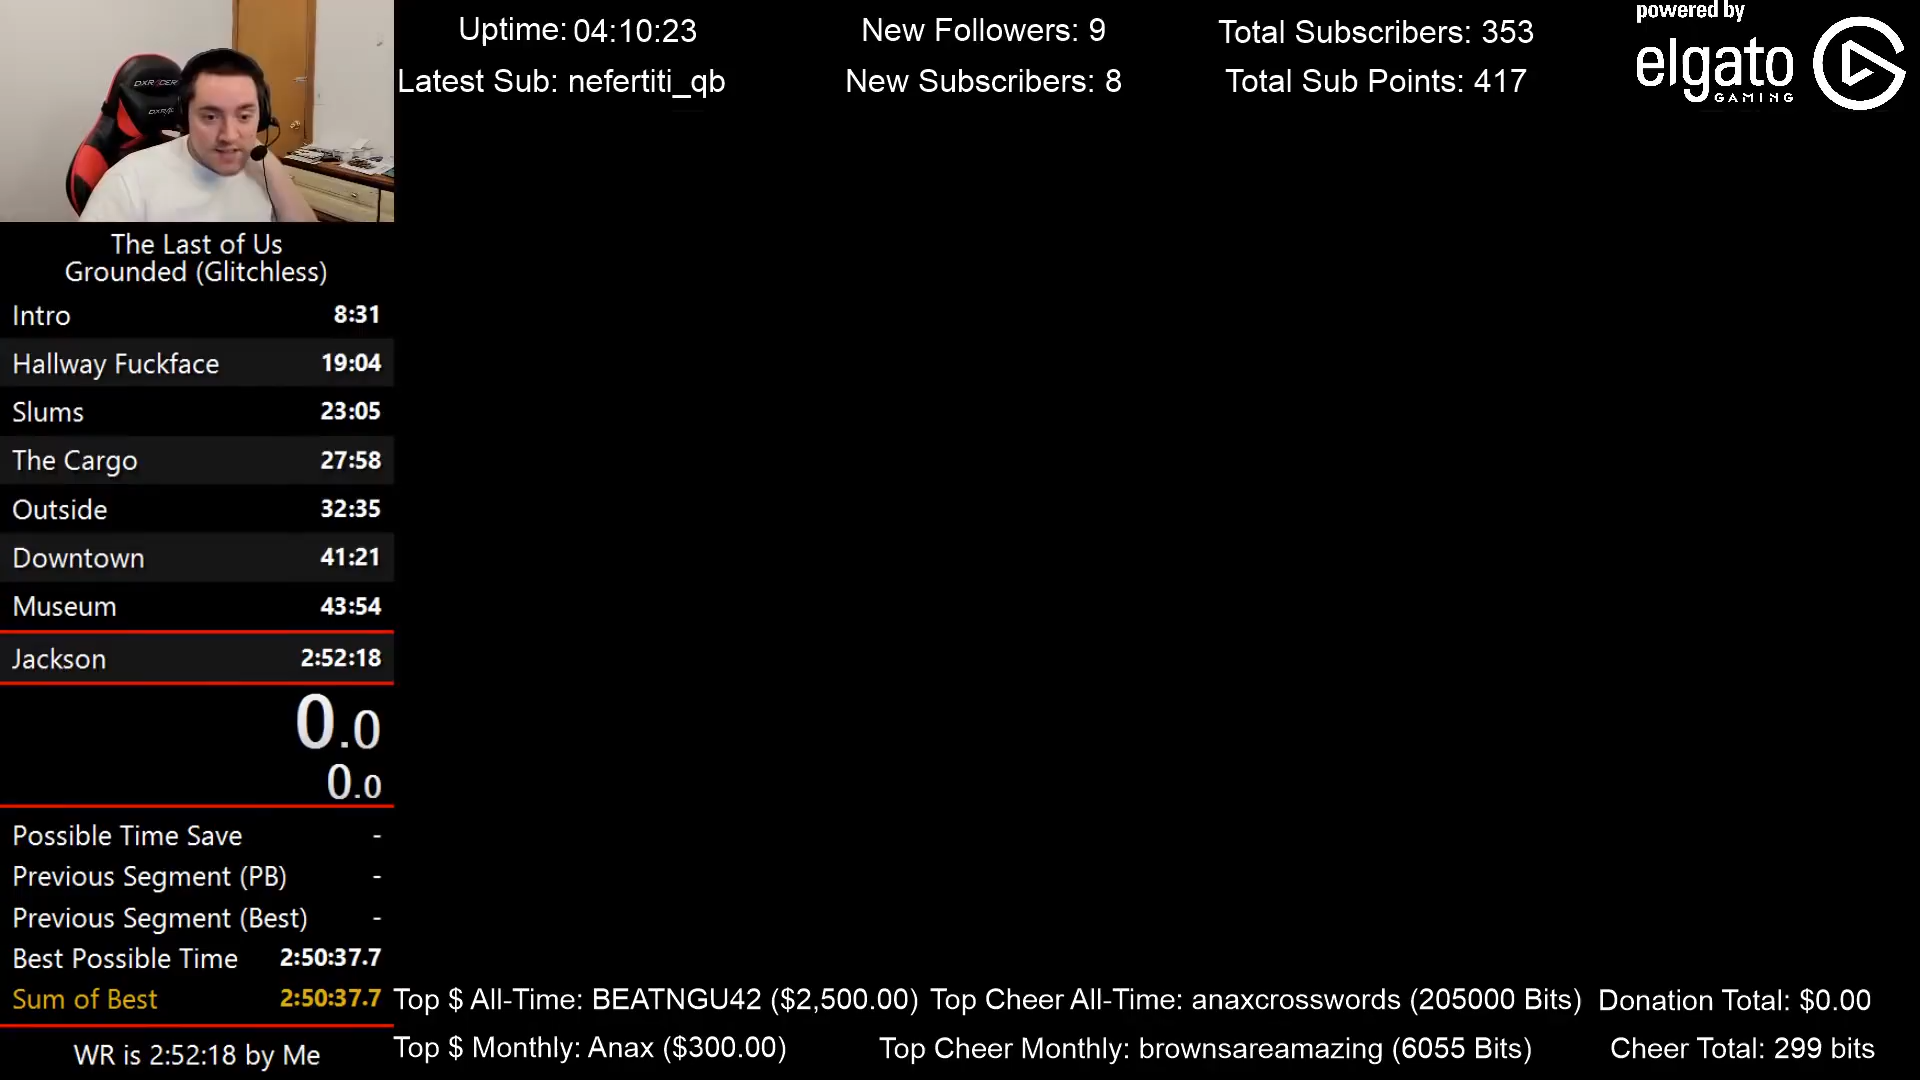 Uptime: 04:10:23
New Followers: 9
Total Subscribers: 353
powered by
elgato
GAMING
Latest Sub: nefertiti_qb
New Subscribers: 8
Total Sub Points: 417
DXRACER
The Last of Us
Grounded (Glitchless)
Intro 8:31
Hallway Fuckface 19:04
Slums 23:05
The Cargo 27:58
Outside 32:35
Downtown 41:21
Museum 43:54
Jackson 2:52:18
0.0
0.0
Possible Time Save -
Previous Segment (PB) -
Previous Segment (Best) -
Best Possible Time 2:50:37.7
Sum of Best 2:50:37.7
WR is 2:52:18 by Me
Top $ All-Time: BEATNGU42 ($2,500.00)
Top Cheer All-Time: anaxcrosswords (205000 Bits)
Donation Total: $0.00
Top $ Monthly: Anax ($300.00)
Top Cheer Monthly: brownsareamazing (6055 Bits)
Cheer Total: 299 bits